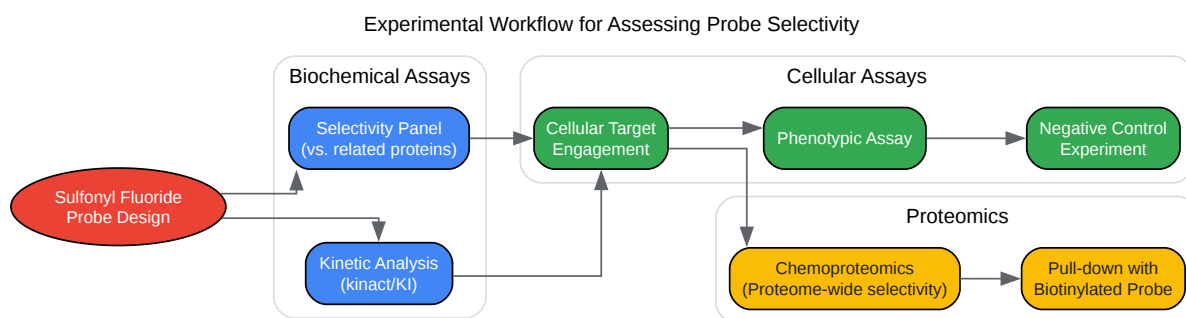 Experimental Workflow for Assessing Probe Selectivity
Biochemical Assays
Cellular Assays
Selectivity Panel
(vs. related proteins)
Cellular Target
Engagement
Phenotypic Assay
Negative Control
Experiment
Sulfonyl Fluoride
Probe Design
Proteomics
Kinetic Analysis
(kinact/KI)
Chemoproteomics
(Proteome-wide selectivity)
Pull-down with
Biotinylated Probe